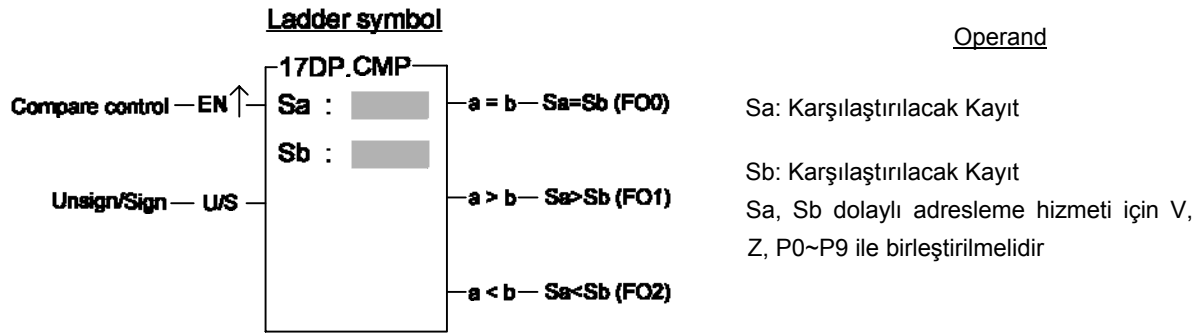 Ladder symbol
17DP.CMP
Compare control EN
Sa :
Sb :
Unsign/Sign U/S
a = b Sa=Sb (FO0)
a > b Sa>Sb (FO1)
a < b Sa<Sb (FO2)
Operand
Sa: Karşılaştırılacak Kayıt
Sb: Karşılaştırılacak Kayıt
Sa, Sb dolaylı adresleme hizmeti için V,
Z, P0~P9 ile birleştirilmelidir